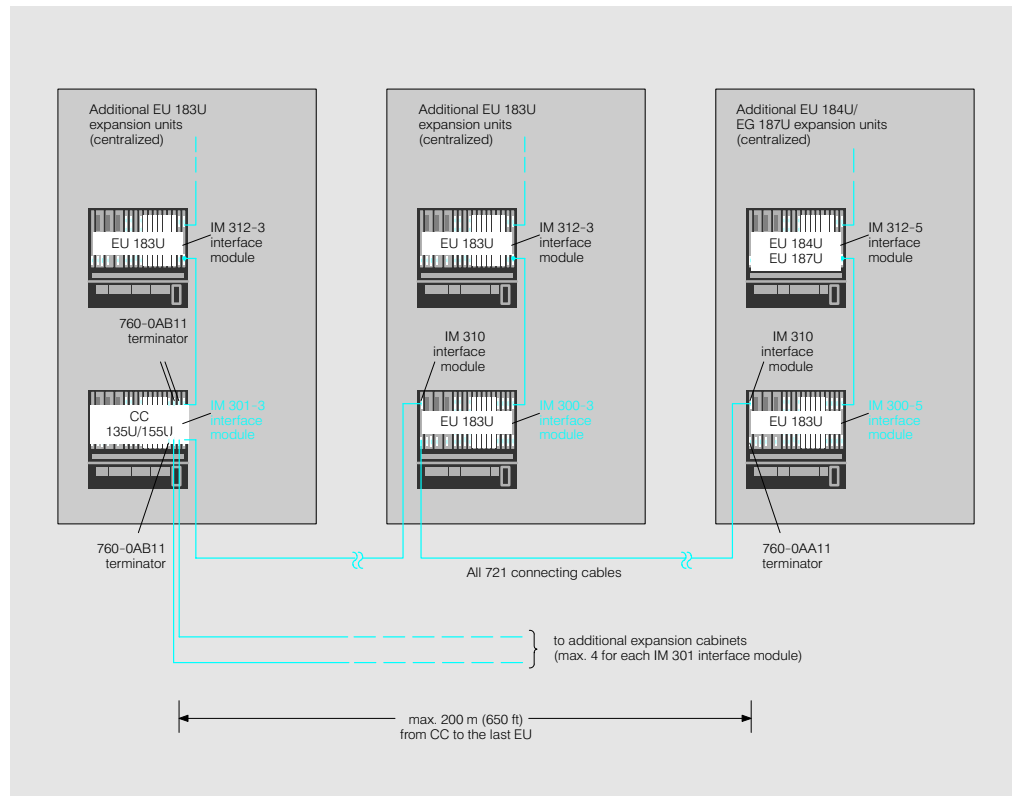 Additional EU 183U
expansion units
(centralized)
IM 312-3
interface
module
EU 183U
760-0AB11
terminator
CC
135U/155U
IM 301-3
interface
module
760-0AB11
terminator
Additional EU 183U
expansion units
(centralized)
IM 312-3
interface
module
EU 183U
IM 310
interface
module
EU 183U
IM 300-3
interface
module
Additional EU 184U/
EG 187U expansion units
(centralized)
IM 312-5
interface
module
EU 184U
EU 187U
IM 310
interface
module
EU 183U
IM 300-5
interface
module
760-0AA11
terminator
All 721 connecting cables
to additional expansion cabinets
(max. 4 for each IM 301 interface module)
max. 200 m (650 ft)
from CC to the last EU